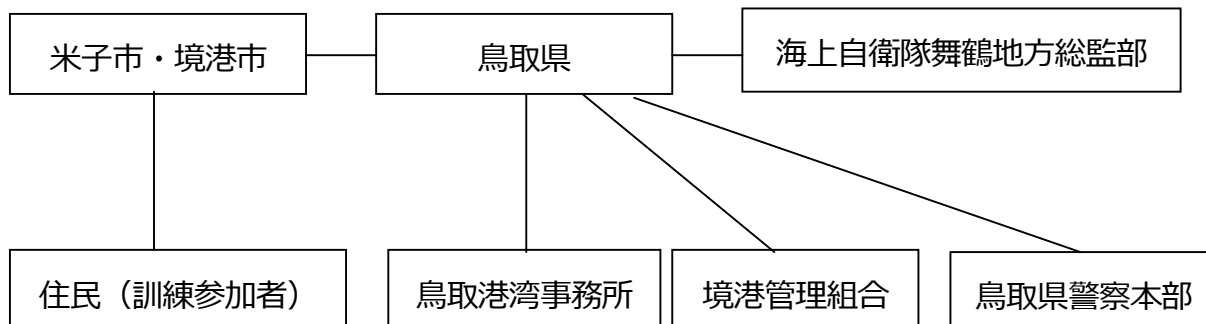 米子市・境港市
鳥取県
海上自衛隊舞鶴地方総監部
住民（訓練参加者）
鳥取港湾事務所
境港管理組合
鳥取県警察本部